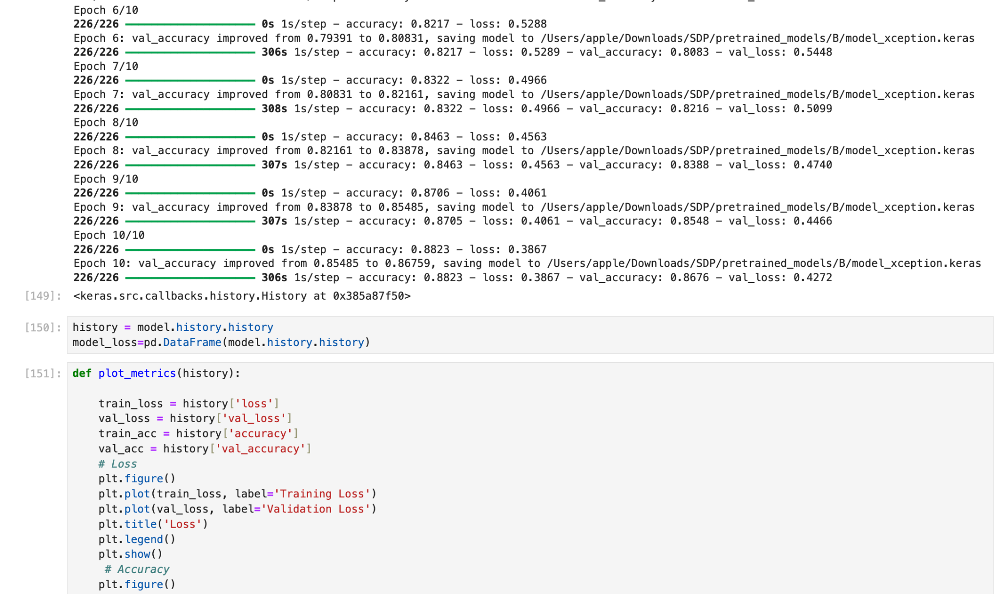 Epoch 6/10
226/226 ━━━━━━━━━━━━━━━━━━━━ 0s 1s/step - accuracy: 0.8217 - loss: 0.5288
Epoch 6: val_accuracy improved from 0.79391 to 0.80831, saving model to /Users/apple/Downloads/SDP/pretrained_models/B/model_xception.keras
226/226 ━━━━━━━━━━━━━━━━━━━━ 306s 1s/step - accuracy: 0.8217 - loss: 0.5289 - val_accuracy: 0.8083 - val_loss: 0.5448
Epoch 7/10
226/226 ━━━━━━━━━━━━━━━━━━━━ 0s 1s/step - accuracy: 0.8322 - loss: 0.4966
Epoch 7: val_accuracy improved from 0.80831 to 0.82161, saving model to /Users/apple/Downloads/SDP/pretrained_models/B/model_xception.keras
226/226 ━━━━━━━━━━━━━━━━━━━━ 308s 1s/step - accuracy: 0.8322 - loss: 0.4966 - val_accuracy: 0.8216 - val_loss: 0.5099
Epoch 8/10
226/226 ━━━━━━━━━━━━━━━━━━━━ 0s 1s/step - accuracy: 0.8463 - loss: 0.4563
Epoch 8: val_accuracy improved from 0.82161 to 0.83878, saving model to /Users/apple/Downloads/SDP/pretrained_models/B/model_xception.keras
226/226 ━━━━━━━━━━━━━━━━━━━━ 307s 1s/step - accuracy: 0.8463 - loss: 0.4563 - val_accuracy: 0.8388 - val_loss: 0.4740
Epoch 9/10
226/226 ━━━━━━━━━━━━━━━━━━━━ 0s 1s/step - accuracy: 0.8706 - loss: 0.4061
Epoch 9: val_accuracy improved from 0.83878 to 0.85485, saving model to /Users/apple/Downloads/SDP/pretrained_models/B/model_xception.keras
226/226 ━━━━━━━━━━━━━━━━━━━━ 307s 1s/step - accuracy: 0.8705 - loss: 0.4061 - val_accuracy: 0.8548 - val_loss: 0.4466
Epoch 10/10
226/226 ━━━━━━━━━━━━━━━━━━━━ 0s 1s/step - accuracy: 0.8823 - loss: 0.3867
Epoch 10: val_accuracy improved from 0.85485 to 0.86759, saving model to /Users/apple/Downloads/SDP/pretrained_models/B/model_xception.keras
226/226 ━━━━━━━━━━━━━━━━━━━━ 306s 1s/step - accuracy: 0.8823 - loss: 0.3867 - val_accuracy: 0.8676 - val_loss: 0.4272
[149]: <keras.src.callbacks.history.History at 0x385a87f50>
[150]: history = model.history.history
model_loss=pd.DataFrame(model.history.history)
[151]: def plot_metrics(history):
    train_loss = history['loss']
    val_loss = history['val_loss']
    train_acc = history['accuracy']
    val_acc = history['val_accuracy']
    # Loss
    plt.figure()
    plt.plot(train_loss, label='Training Loss')
    plt.plot(val_loss, label='Validation Loss')
    plt.title('Loss')
    plt.legend()
    plt.show()
     # Accuracy
    plt.figure()